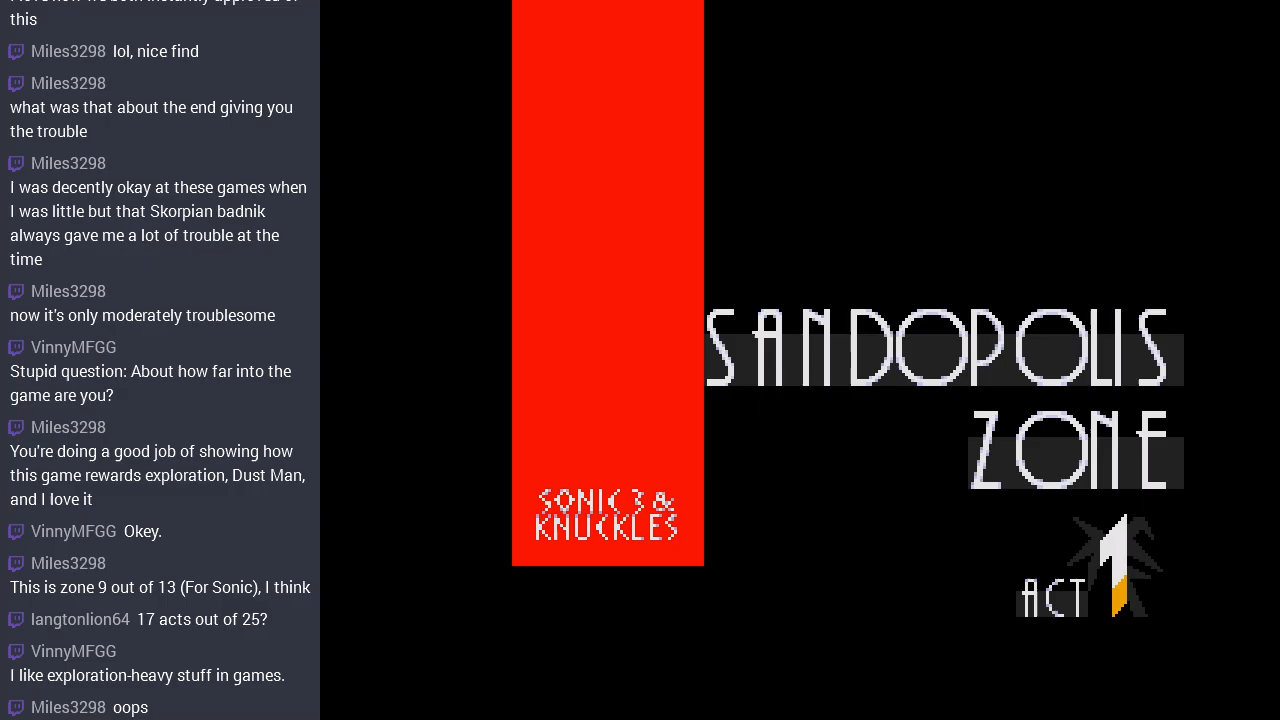 this
Miles3298 lol, nice find
Miles3298
what was that about the end giving you
the trouble
Miles3298
I was decently okay at these games when
I was little but that Skorpian badnik
always gave me a lot of trouble at the
time
Miles3298
now it's only moderately troublesome
VinnyMFGG
Stupid question: About how far into the
game are you?
Miles3298
You're doing a good job of showing how
this game rewards exploration, Dust Man,
and I love it
VinnyMFGG Okey.
Miles3298
This is zone 9 out of 13 (For Sonic), I think
langtonlion64 17 acts out of 25?
VinnyMFGG
I like exploration-heavy stuff in games.
Miles3298 oops
SANDOPOLIS
ZONE
ACT 1
SONIC 3 &
KNUCKLES